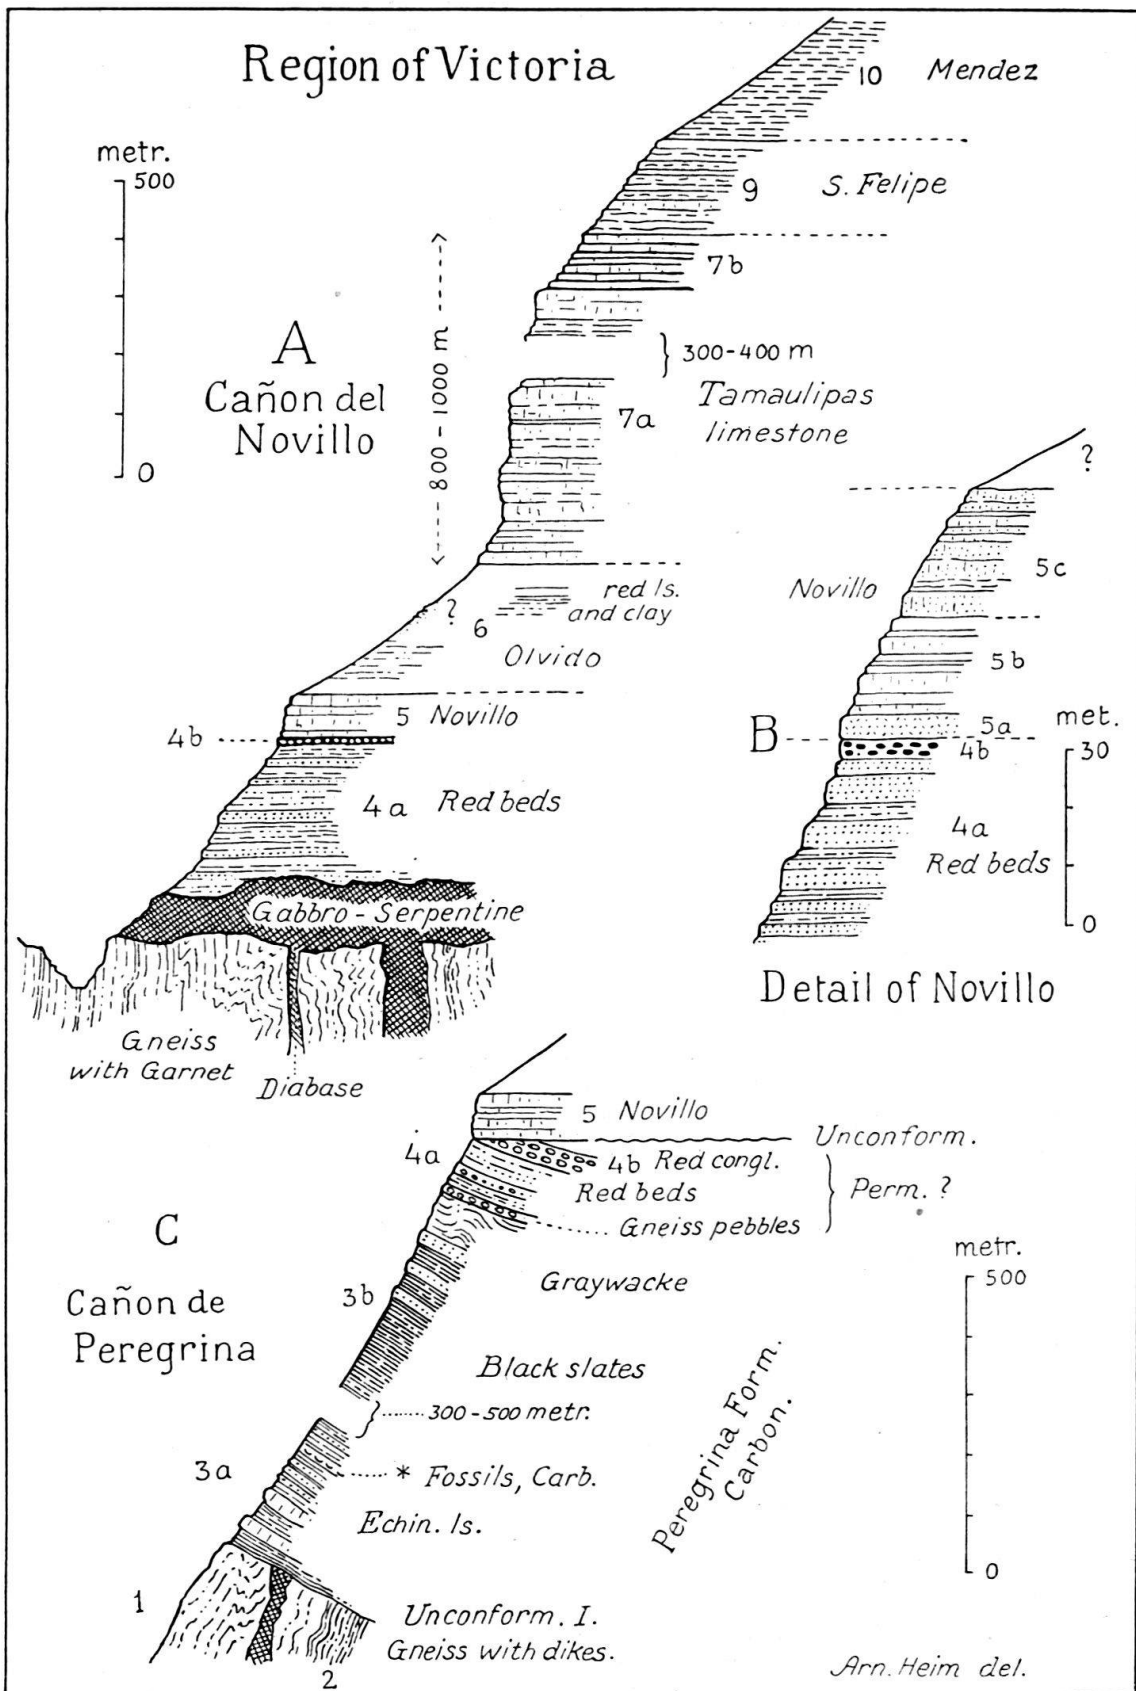 Region of Victoria
metr.
500
0
A
Cañon del
Novillo
800-1000 m
10 Mendez
9 S. Felipe
7b
} 300-400 m
7a
Tamaulipas
limestone
?
6
red ls.
and clay
Olvido
5 Novillo
4b
4a Red beds
Gabbro-Serpentine
Gneiss
with Garnet
Diabase
?
Novillo
5c
5b
5a
B
4b
4a
Red beds
met.
30
0
Detail of Novillo
C
Cañon de
Peregrina
5 Novillo
Unconform.
4a
4b Red congl.
Red beds
Gneiss pebbles
} Perm. ?
3b
Graywacke
Black slates
} 300-500 metr.
3a
* Fossils, Carb.
Echin. ls.
Peregrina Form.
Carbon.
metr.
500
0
1
2
Unconform. I.
Gneiss with dikes.
Arn. Heim del.